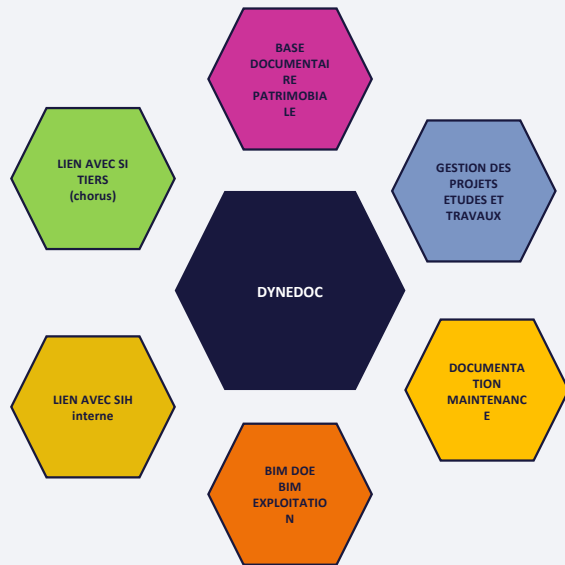 BASE
DOCUMENTAI
RE
PATRIMOBIA
LE
LIEN AVEC SI
TIERS
(chorus)
GESTION DES
PROJETS
ETUDES ET
TRAVAUX
DYNEDOC
LIEN AVEC SIH
interne
DOCUMENTA
TION
MAINTENANC
E
BIM DOE
BIM
EXPLOITATIO
N